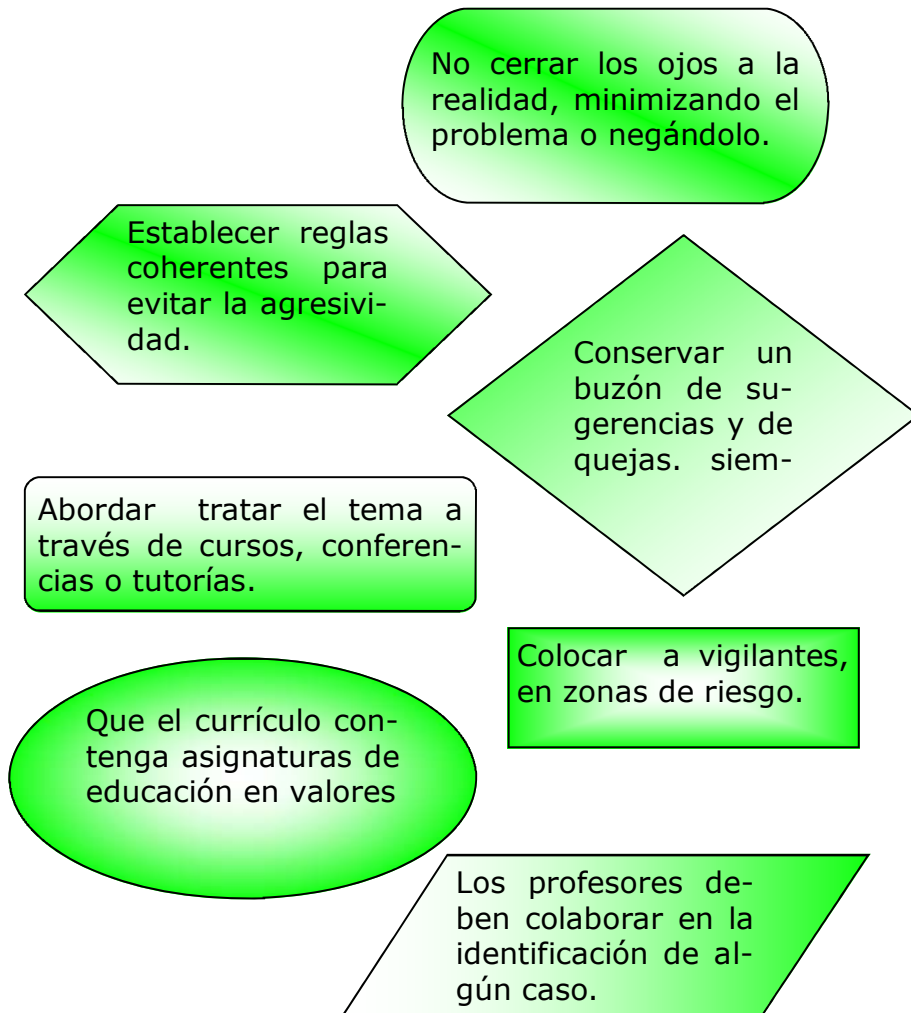 No cerrar los ojos a la
realidad, minimizando el
problema o negándolo.
Establecer reglas
coherentes para
evitar la agresivi-
dad.
Conservar un
buzón de su-
gerencias y de
quejas. siem-
Abordar tratar el tema a
través de cursos, conferen-
cias o tutorías.
Colocar a vigilantes,
en zonas de riesgo.
Que el currículo con-
tenga asignaturas de
educación en valores
Los profesores de-
ben colaborar en la
identificación de al-
gún caso.